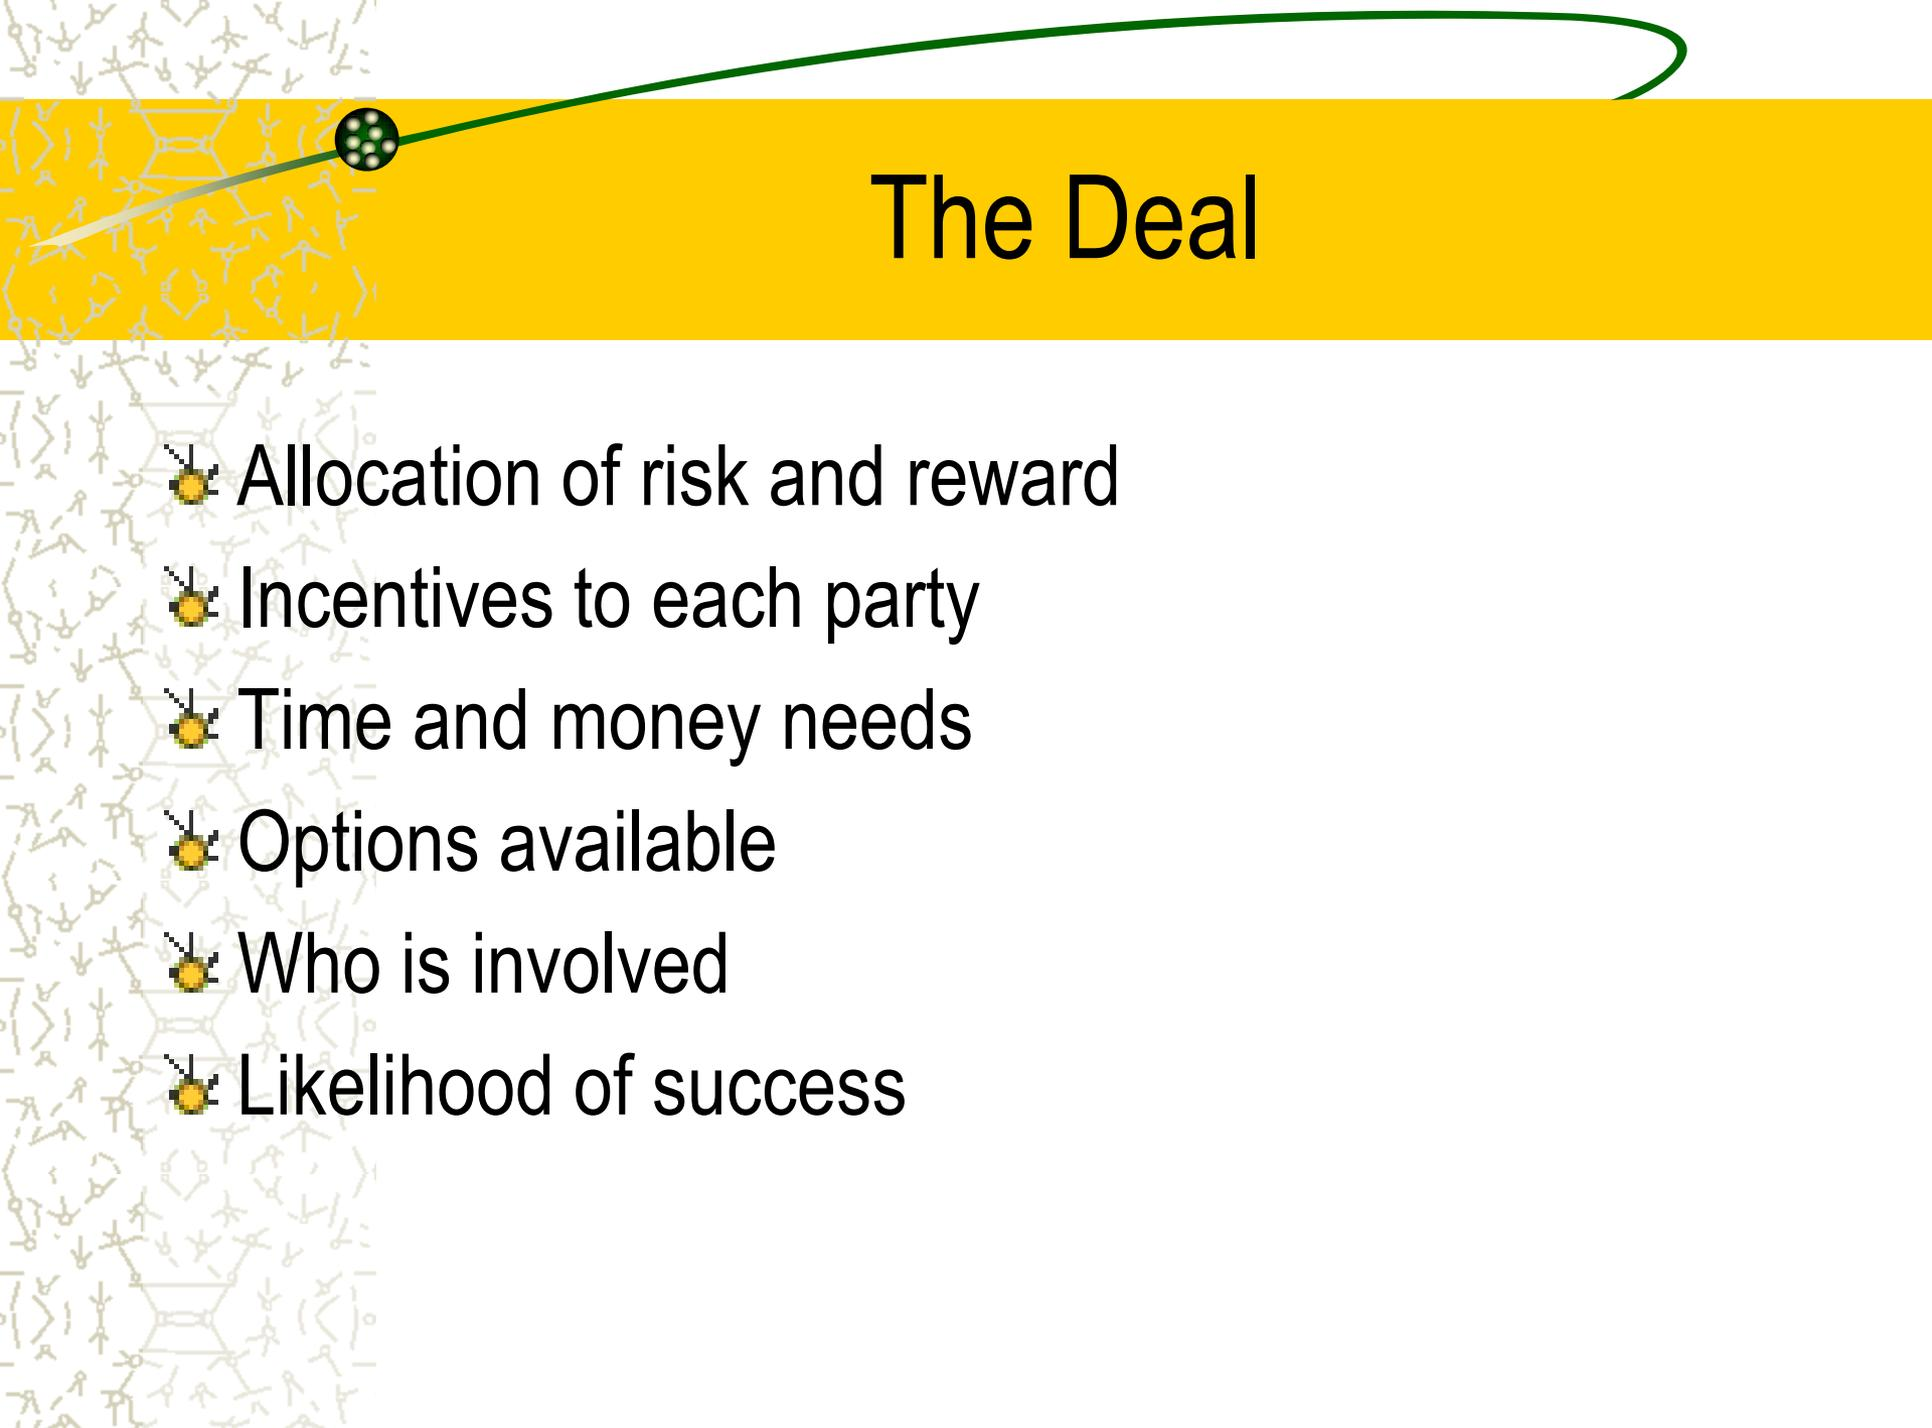 The Deal
Allocation of risk and reward
Incentives to each party
Time and money needs
Options available
Who is involved
Likelihood of success